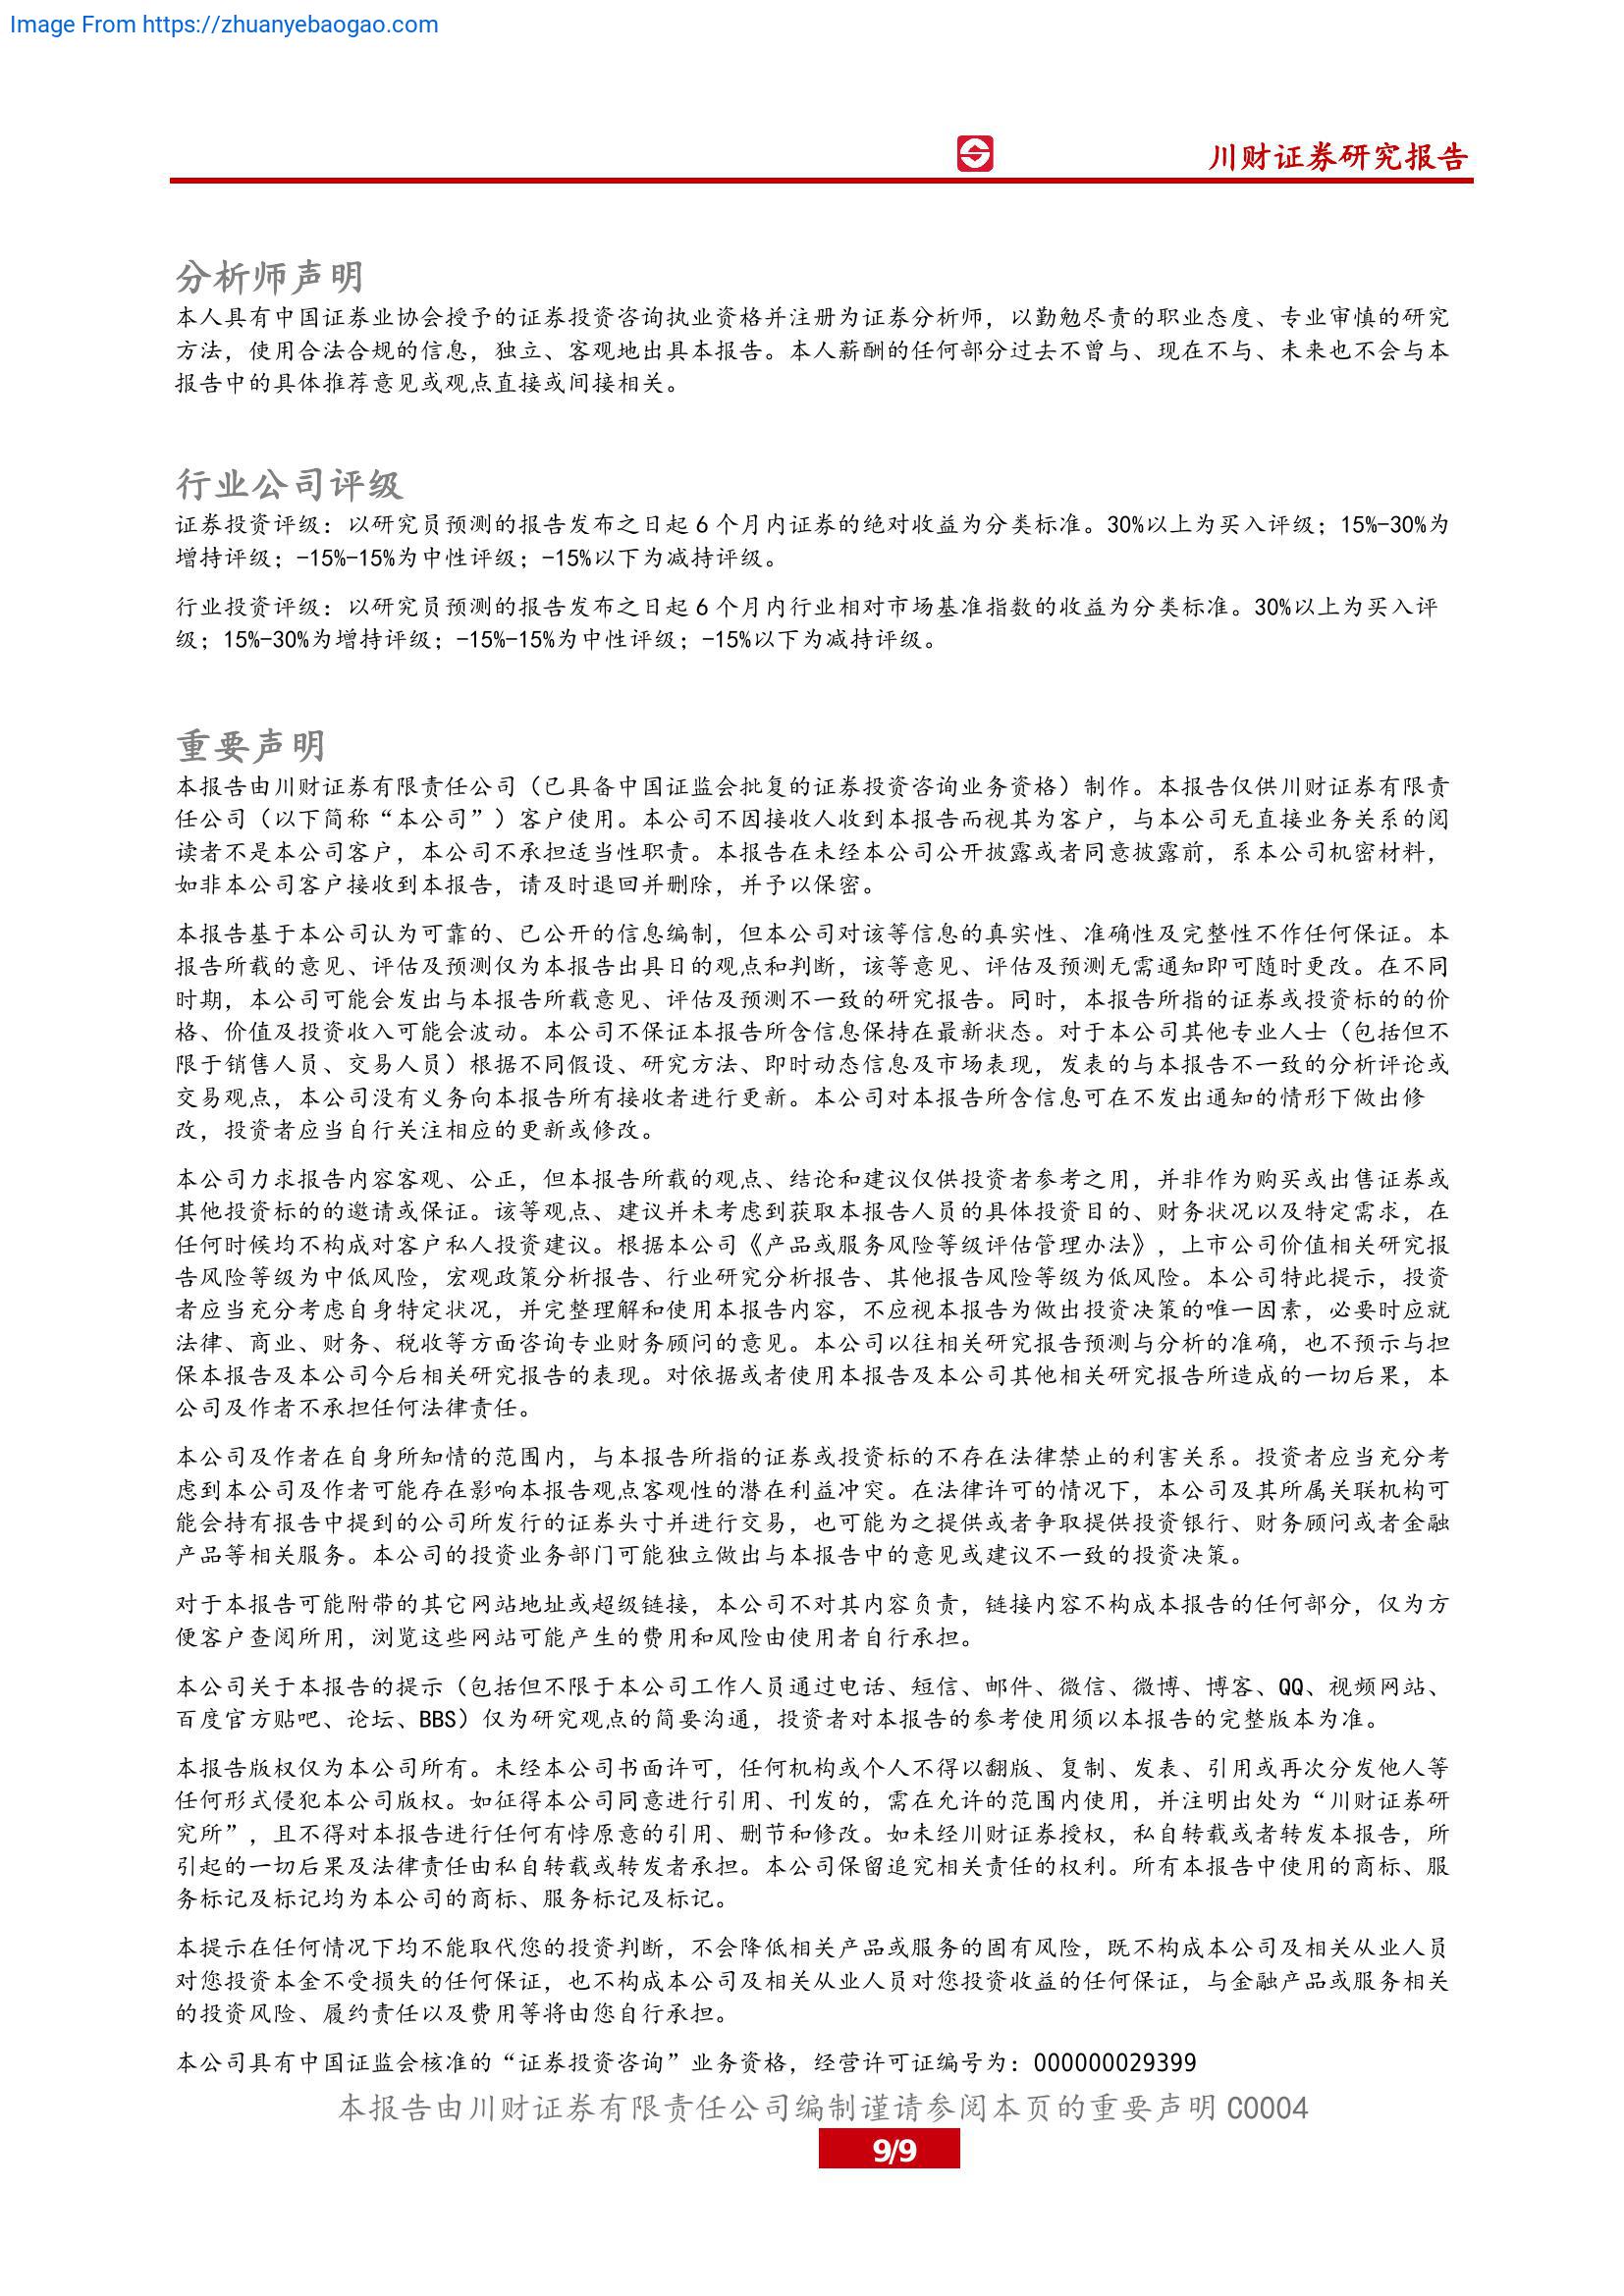 Image From https://zhuanyebaogao.com
川财证券研究报告
分析师声明
本人具有中国证券业协会授予的证券投资咨询执业资格并注册为证券分析师，以勤勉尽责的职业态度、专业审慎的研究
方法，使用合法合规的信息，独立、客观地出具本报告。本人薪酬的任何部分过去不曾与、现在不与、未来也不会与本
报告中的具体推荐意见或观点直接或间接相关。
行业公司评级
证券投资评级：以研究员预测的报告发布之日起 6 个月内证券的绝对收益为分类标准。30%以上为买入评级；15%-30%为
增持评级；-15%-15%为中性评级；-15%以下为减持评级。
行业投资评级：以研究员预测的报告发布之日起 6 个月内行业相对市场基准指数的收益为分类标准。30%以上为买入评
级；15%-30%为增持评级；-15%-15%为中性评级；-15%以下为减持评级。
重要声明
本报告由川财证券有限责任公司（已具备中国证监会批复的证券投资咨询业务资格）制作。本报告仅供川财证券有限责
任公司（以下简称“本公司”）客户使用。本公司不因接收人收到本报告而视其为客户，与本公司无直接业务关系的阅
读者不是本公司客户，本公司不承担适当性职责。本报告在未经本公司公开披露或者同意披露前，系本公司机密材料，
如非本公司客户接收到本报告，请及时退回并删除，并予以保密。
本报告基于本公司认为可靠的、已公开的信息编制，但本公司对该等信息的真实性、准确性及完整性不作任何保证。本
报告所载的意见、评估及预测仅为本报告出具日的观点和判断，该等意见、评估及预测无需通知即可随时更改。在不同
时期，本公司可能会发出与本报告所载意见、评估及预测不一致的研究报告。同时，本报告所指的证券或投资标的的价
格、价值及投资收入可能会波动。本公司不保证本报告所含信息保持在最新状态。对于本公司其他专业人士（包括但不
限于销售人员、交易人员）根据不同假设、研究方法、即时动态信息及市场表现，发表的与本报告不一致的分析评论或
交易观点，本公司没有义务向本报告所有接收者进行更新。本公司对本报告所含信息可在不发出通知的情形下做出修
改，投资者应当自行关注相应的更新或修改。
本公司力求报告内容客观、公正，但本报告所载的观点、结论和建议仅供投资者参考之用，并非作为购买或出售证券或
其他投资标的的邀请或保证。该等观点、建议并未考虑到获取本报告人员的具体投资目的、财务状况以及特定需求，在
任何时候均不构成对客户私人投资建议。根据本公司《产品或服务风险等级评估管理办法》，上市公司价值相关研究报
告风险等级为中低风险，宏观政策分析报告、行业研究分析报告、其他报告风险等级为低风险。本公司特此提示，投资
者应当充分考虑自身特定状况，并完整理解和使用本报告内容，不应视本报告为做出投资决策的唯一因素，必要时应就
法律、商业、财务、税收等方面咨询专业财务顾问的意见。本公司以往相关研究报告预测与分析的准确，也不预示与担
保本报告及本公司今后相关研究报告的表现。对依据或者使用本报告及本公司其他相关研究报告所造成的一切后果，本
公司及作者不承担任何法律责任。
本公司及作者在自身所知情的范围内，与本报告所指的证券或投资标的不存在法律禁止的利害关系。投资者应当充分考
虑到本公司及作者可能存在影响本报告观点客观性的潜在利益冲突。在法律许可的情况下，本公司及其所属关联机构可
能会持有报告中提到的公司所发行的证券头寸并进行交易，也可能为之提供或者争取提供投资银行、财务顾问或者金融
产品等相关服务。本公司的投资业务部门可能独立做出与本报告中的意见或建议不一致的投资决策。
对于本报告可能附带的其它网站地址或超级链接，本公司不对其内容负责，链接内容不构成本报告的任何部分，仅为方
便客户查阅所用，浏览这些网站可能产生的费用和风险由使用者自行承担。
本公司关于本报告的提示（包括但不限于本公司工作人员通过电话、短信、邮件、微信、微博、博客、QQ、视频网站、
百度官方贴吧、论坛、BBS）仅为研究观点的简要沟通，投资者对本报告的参考使用须以本报告的完整版本为准。
本报告版权仅为本公司所有。未经本公司书面许可，任何机构或个人不得以翻版、复制、发表、引用或再次分发他人等
任何形式侵犯本公司版权。如征得本公司同意进行引用、刊发的，需在允许的范围内使用，并注明出处为“川财证券研
究所”，且不得对本报告进行任何有悖原意的引用、删节和修改。如未经川财证券授权，私自转载或者转发本报告，所
引起的一切后果及法律责任由私自转载或转发者承担。本公司保留追究相关责任的权利。所有本报告中使用的商标、服
务标记及标记均为本公司的商标、服务标记及标记。
本提示在任何情况下均不能取代您的投资判断，不会降低相关产品或服务的固有风险，既不构成本公司及相关从业人员
对您投资本金不受损失的任何保证，也不构成本公司及相关从业人员对您投资收益的任何保证，与金融产品或服务相关
的投资风险、履约责任以及费用等将由您自行承担。
本公司具有中国证监会核准的“证券投资咨询”业务资格，经营许可证编号为：000000029399
本报告由川财证券有限责任公司编制谨请参阅本页的重要声明 C0004
9/9